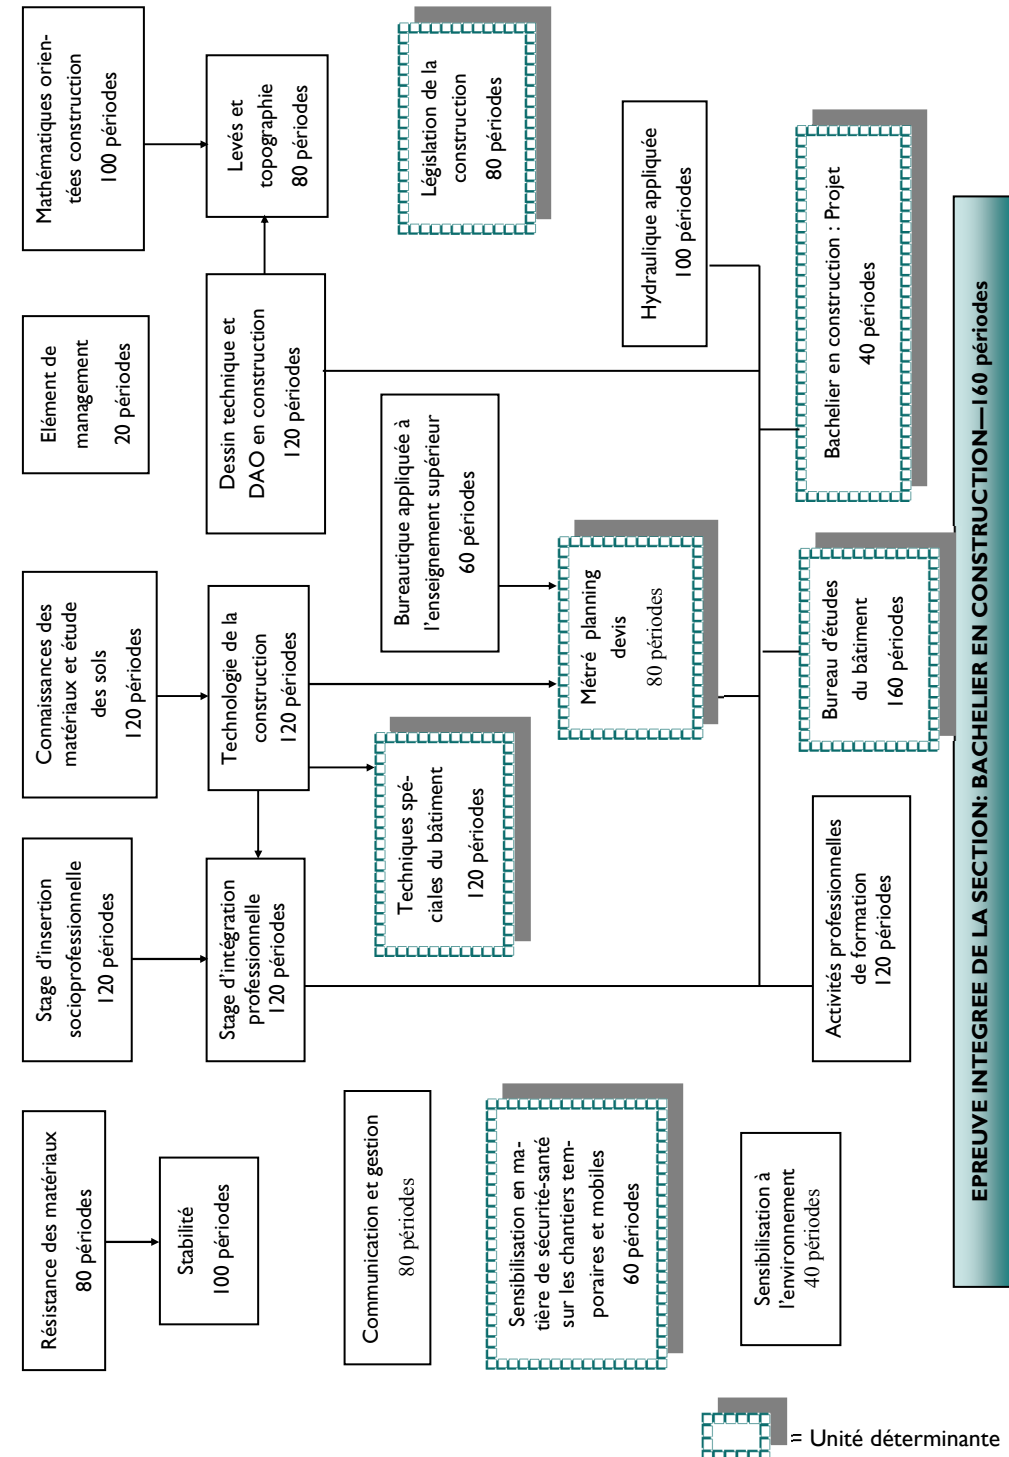 Résistance des matériaux
80 périodes
Stage d'insertion
socioprofessionnelle
120 périodes
Connaissances des
matériaux et étude
des sols
120 périodes
Elément de
management
20 périodes
Mathématiques orien-
tées construction
100 périodes
Stabilité
100 périodes
Stage d'intégration
professionnelle
120 périodes
Technologie de la
construction
120 périodes
Dessin technique et
DAO en construction
120 périodes
Levés et
topographie
80 périodes
Communication et gestion
80 périodes
Techniques spé-
ciales du bâtiment
120 périodes
Bureautique appliquée à
l'enseignement supérieur
60 périodes
Législation de la
construction
80 périodes
Sensibilisation en ma-
tière de sécurité-santé
sur les chantiers tem-
poraires et mobiles
60 périodes
Métré planning
devis
80 périodes
Hydraulique appliquée
100 périodes
Sensibilisation à
l'environnement
40 périodes
Activités professionnelles
de formation
120 périodes
Bureau d'études
du bâtiment
160 périodes
Bachelier en construction : Projet
40 périodes
EPREUVE INTEGREE DE LA SECTION: BACHELIER EN CONSTRUCTION—160 périodes
= Unité déterminante